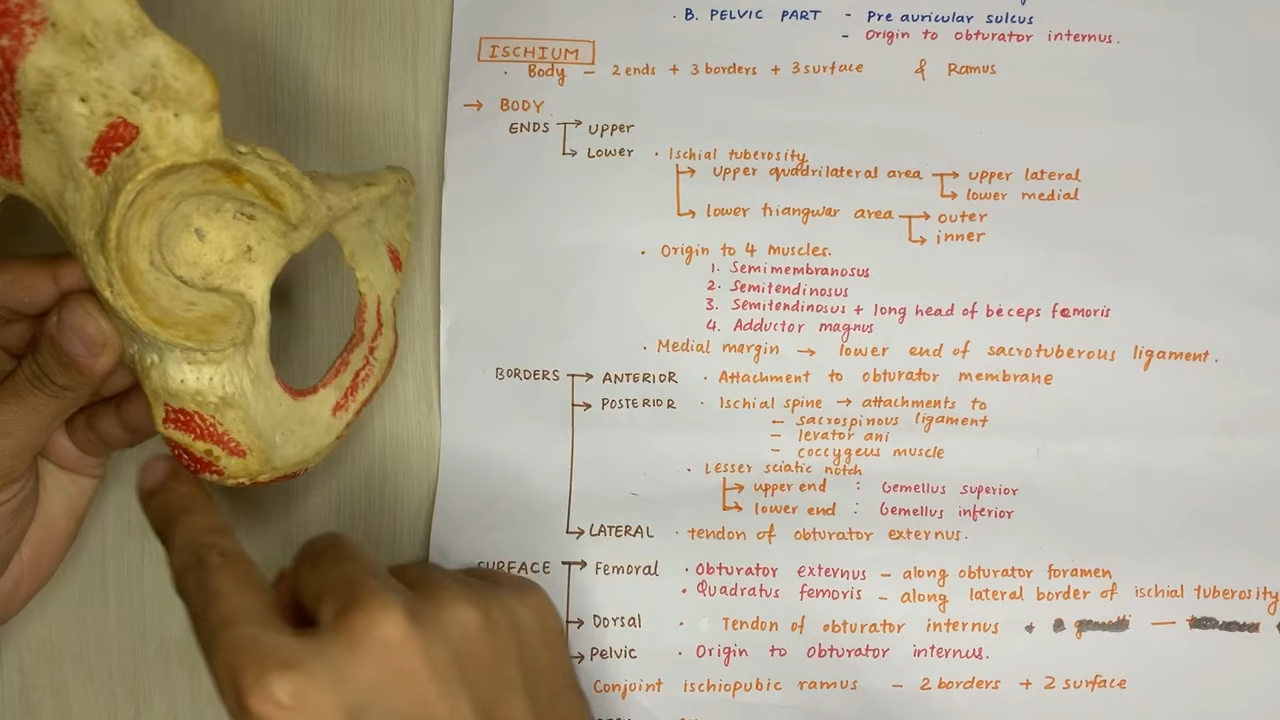 · B. PELVIC PART - Pre auricular sulcus
- Origin to obturator internus.
ISCHIUM
· Body - 2 ends + 3 borders + 3 surface & Ramus
→ BODY
ENDS → Upper
→ Lower · Ischial tuberosity
→ upper quadrilateral area → upper lateral
→ lower medial
→ lower triangular area → outer
→ inner
· Origin to 4 muscles.
1. Semimembranosus
2. Semitendinosus
3. Semitendinosus + long head of biceps femoris
4. Adductor magnus
· Medial margin → lower end of sacrotuberous ligament.
BORDERS → ANTERIOR · Attachment to obturator membrane
→ POSTERIOR · Ischial spine → attachments to
- sacrospinous ligament
- levator ani
- coccygeus muscle
· Lesser sciatic notch
→ upper end : Gemellus superior
→ lower end : Gemellus inferior
→ LATERAL · tendon of obturator externus.
SURFACE → Femoral · Obturator externus - along obturator foramen
· Quadratus femoris - along lateral border of ischial tuberosity
→ Dorsal · Tendon of obturator internus +
→ Pelvic · Origin to obturator internus.
Conjoint ischiopubic ramus - 2 borders + 2 surface